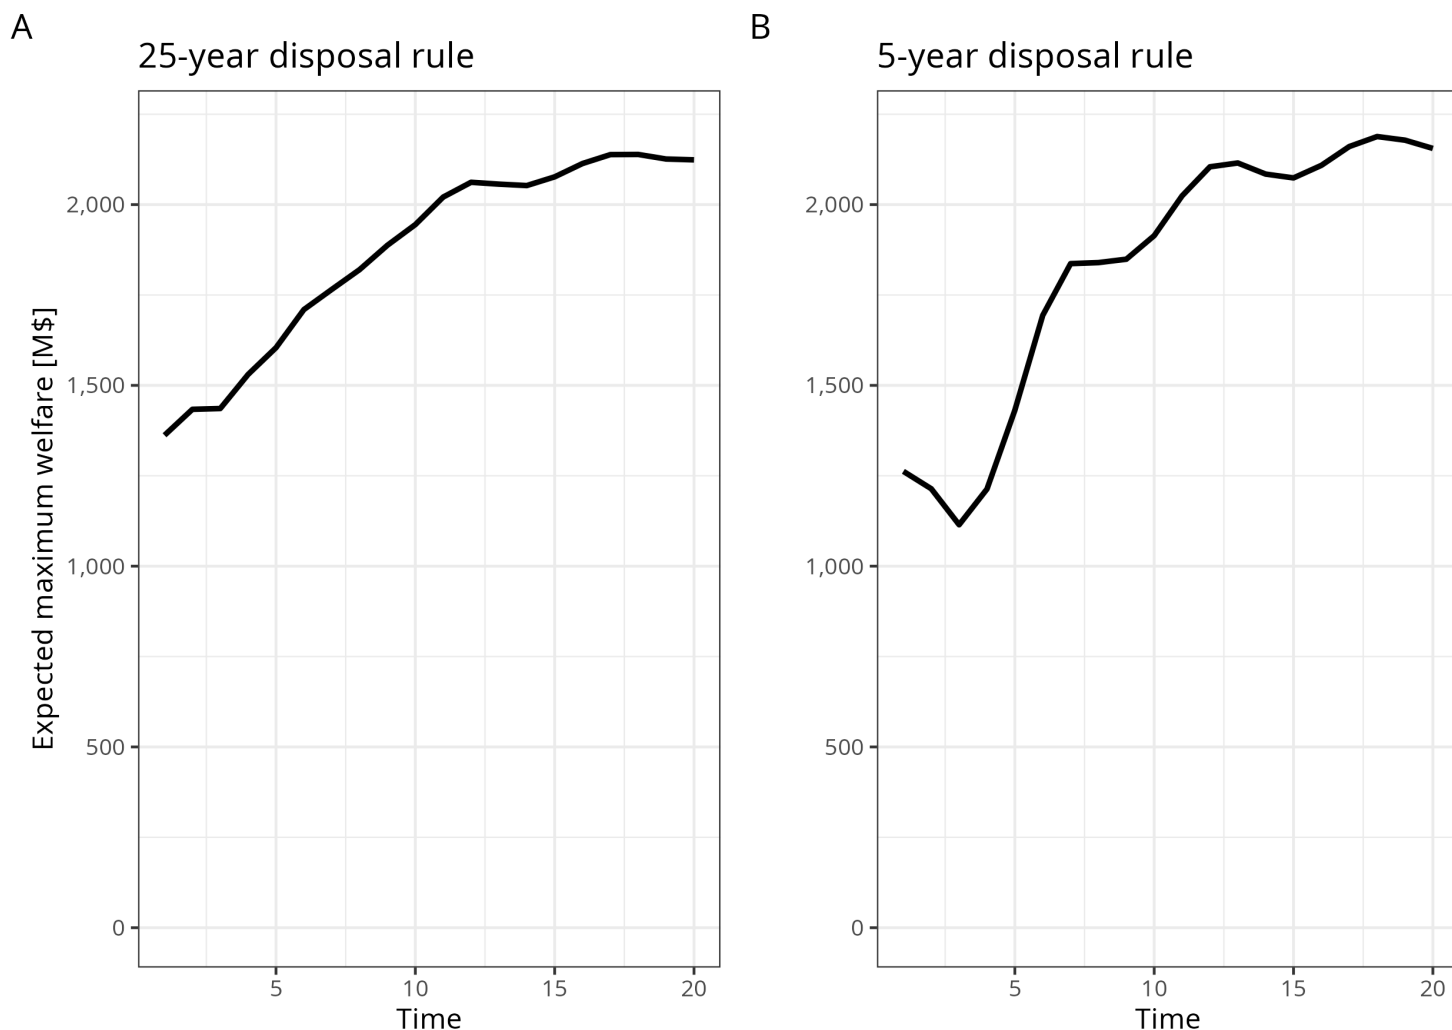 A
25-year disposal rule
Expected maximum welfare [M$]
2,000
1,500
1,000
500
0
5
10
15
20
Time
B
5-year disposal rule
2,000
1,500
1,000
500
0
5
10
15
20
Time